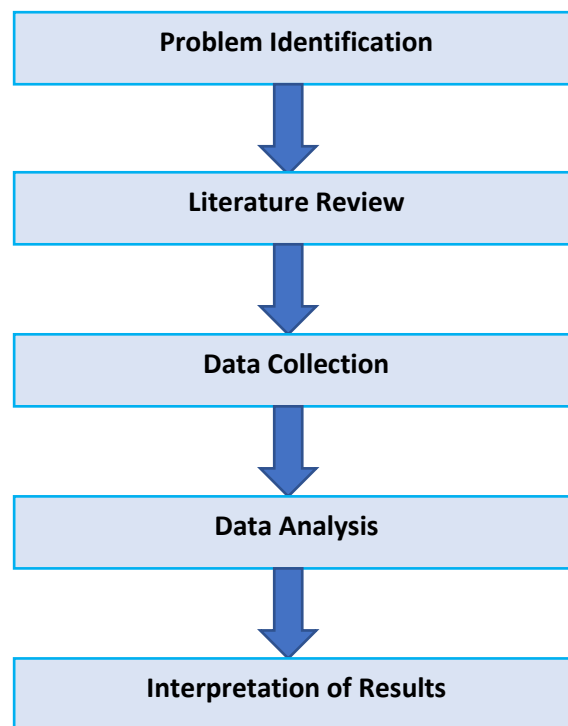 Problem Identification
Literature Review
Data Collection
Data Analysis
Interpretation of Results